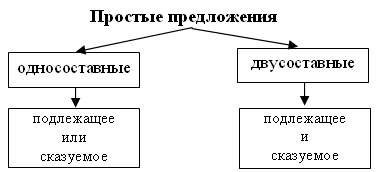 Простые предложения
односоставные
двусоставные
подлежащее
или
сказуемое
подлежащее
и
сказуемое